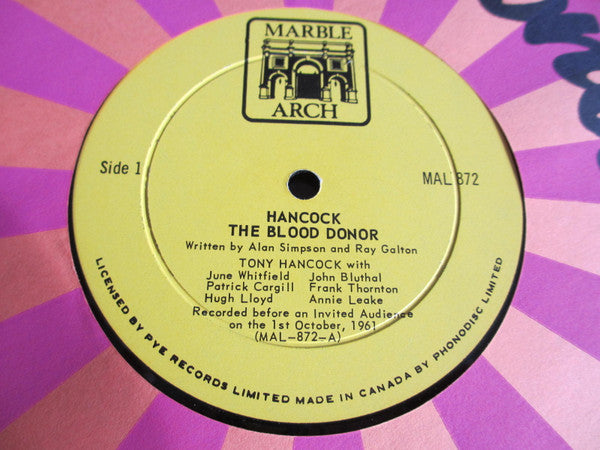 MARBLE
ARCH
Side 1
MAL 872
HANCOCK
THE BLOOD DONOR
Written by Alan Simpson and Ray Galton
TONY HANCOCK with
June Whitfield John Bluthal
Patrick Cargill Frank Thornton
Hugh Lloyd Annie Leake
Recorded before an Invited Audience
on the 1st October, 1961
(MAL-872-A)
LICENSED BY PYE RECORDS LIMITED MADE IN CANADA BY PHONODISC LIMITED